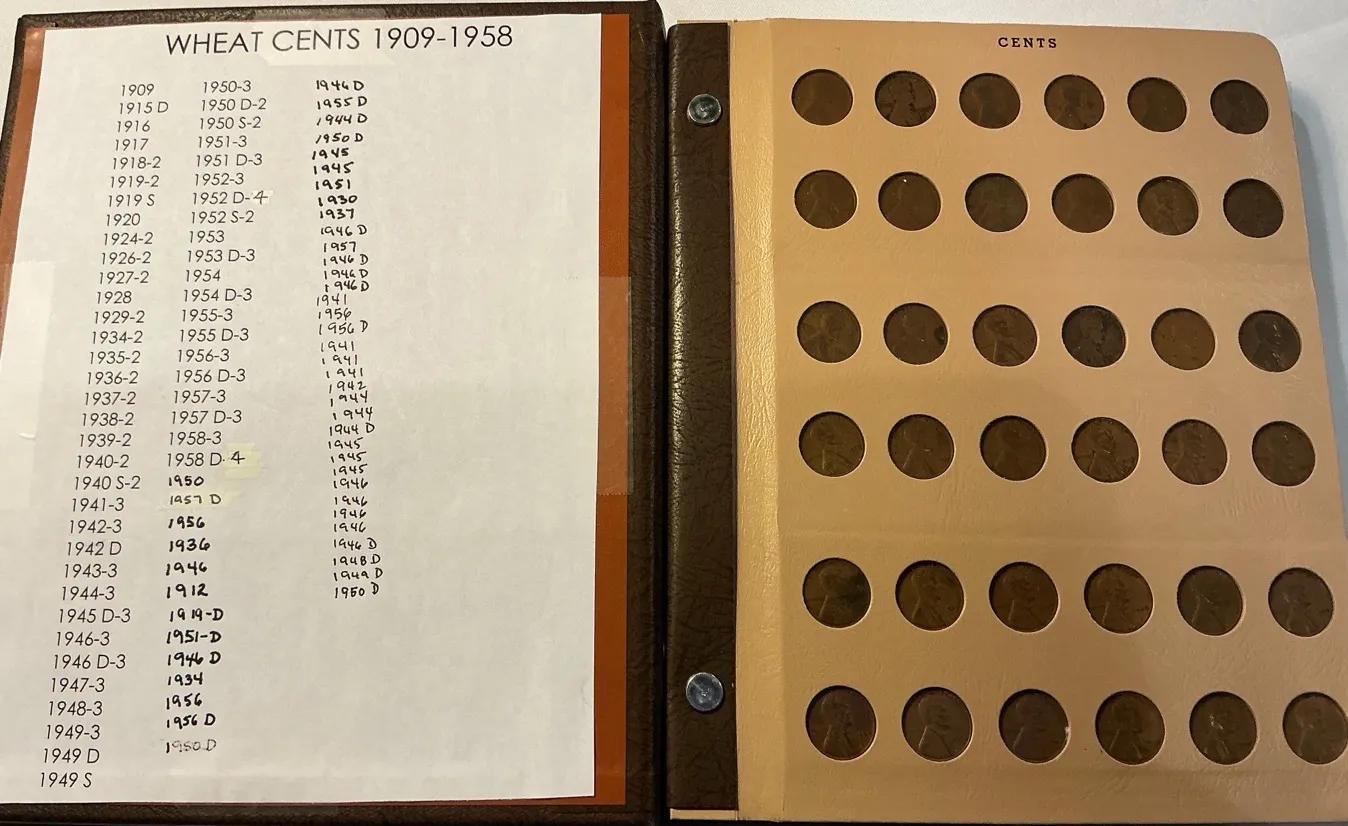 WHEAT CENTS 1909-1958
1909
1915 D
1916
1917
1918-2
1919-2
1919 S
1920
1924-2
1926-2
1927-2
1928
1929-2
1934-2
1935-2
1936-2
1937-2
1938-2
1939-2
1940-2
1940 S-2
1941-3
1942-3
1942 D
1943-3
1944-3
1945 D-3
1946-3
1946 D-3
1947-3
1948-3
1949-3
1949 D
1949 S
1950-3
1950 D-2
1950 S-2
1951-3
1951 D-3
1952-3
1952 D-4
1952 S-2
1953
1953 D-3
1954
1954 D-3
1955-3
1955 D-3
1956-3
1956 D-3
1957-3
1957 D-3
1958-3
1958 D-4
1950
1957 D
1956
1936
1946
1912
1919-D
1951-D
1946 D
1934
1956
1956 D
1950 D
1946 D
1955 D
1944 D
1950 D
1945
1945
1951
1930
1937
1946 D
1957
1946 D
1946 D
1946 D
1941
1956
1956 D
1941
1941
1941
1942
1944
1944
1944 D
1945
1945
1945
1946
1946
1946
1946
1946 D
1948 D
1949 D
1950 D
CENTS